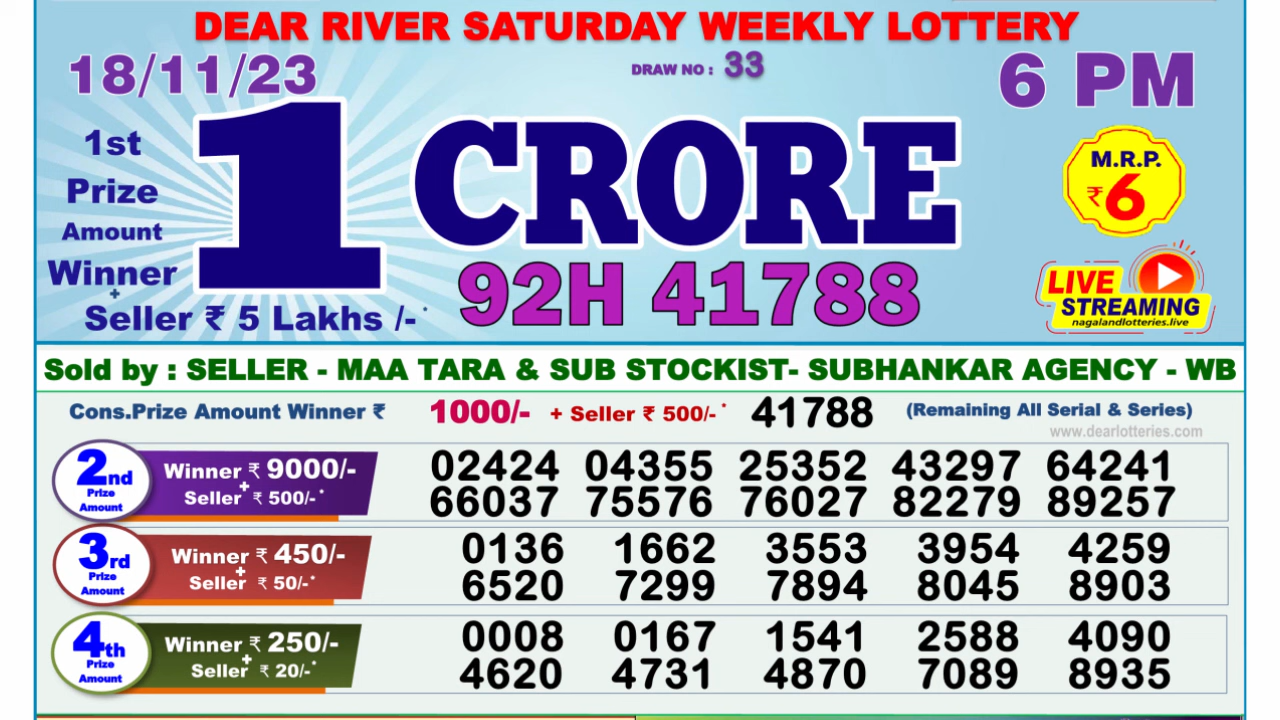 DEAR RIVER SATURDAY WEEKLY LOTTERY
18/11/23
DRAW NO : 33
6 PM
1st
Prize
Amount
Winner
+
Seller ₹ 5 Lakhs /-*
1 CRORE
92H 41788
M.R.P.
₹6
LIVE
STREAMING
nagalandlotteries.live
Sold by : SELLER - MAA TARA & SUB STOCKIST- SUBHANKAR AGENCY - WB
Cons.Prize Amount Winner ₹ 1000/- + Seller ₹ 500/-* 41788 (Remaining All Serial & Series)
www.dearlotteries.com
2nd
Prize
Amount
Winner ₹ 9000/-
+
Seller ₹ 500/-*
02424 04355 25352 43297 64241
66037 75576 76027 82279 89257
3rd
Prize
Amount
Winner ₹ 450/-
+
Seller ₹ 50/-*
0136 1662 3553 3954 4259
6520 7299 7894 8045 8903
4th
Prize
Amount
Winner ₹ 250/-
+
Seller ₹ 20/-*
0008 0167 1541 2588 4090
4620 4731 4870 7089 8935